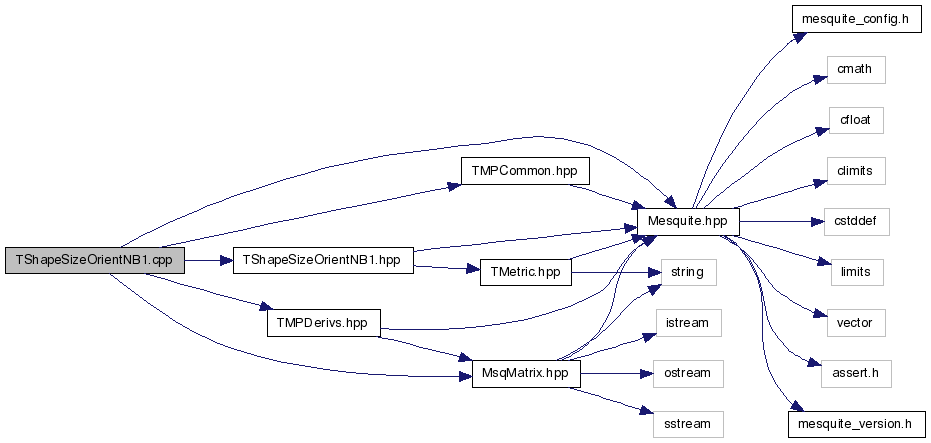 mesquite_config.h
cmath
cfloat
TMPCommon.hpp
climits
Mesquite.hpp
cstddef
TShapeSizeOrientNB1.cpp
TShapeSizeOrientNB1.hpp
TMetric.hpp
string
limits
TMPDerivs.hpp
istream
vector
MsqMatrix.hpp
ostream
assert.h
sstream
mesquite_version.h